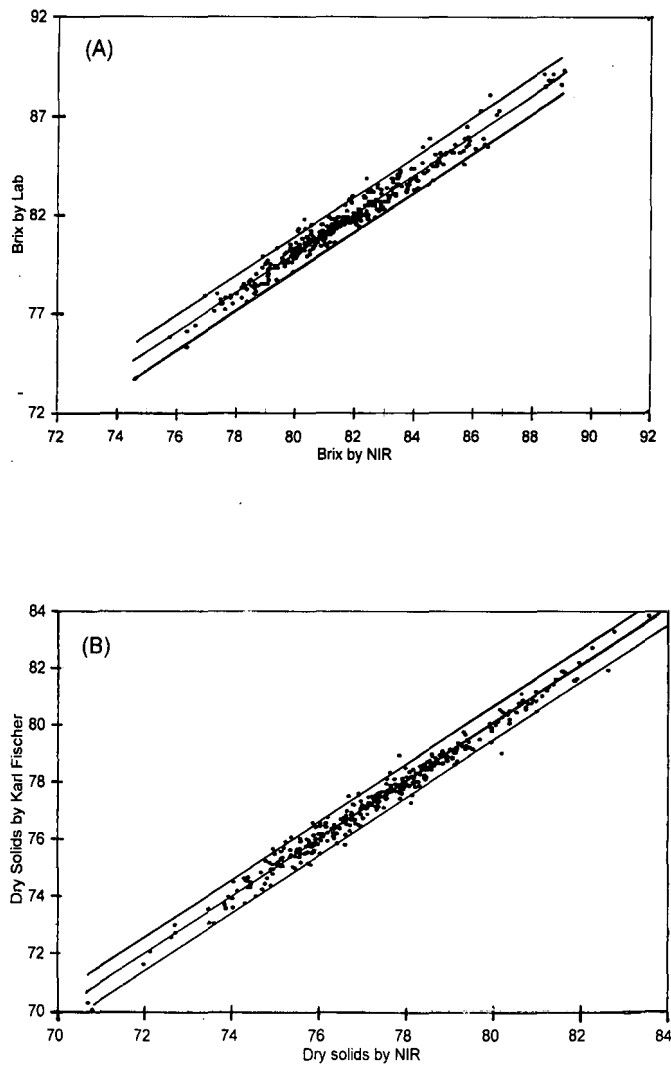 (A)
92
87
82
77
72
Brix by Lab
72 74 76 78 80 82 84 86 88 90 92
Brix by NIR
(B)
84
82
80
78
76
74
72
70
Dry Solids by Karl Fischer
70 72 74 76 78 80 82 84
Dry solids by NIR